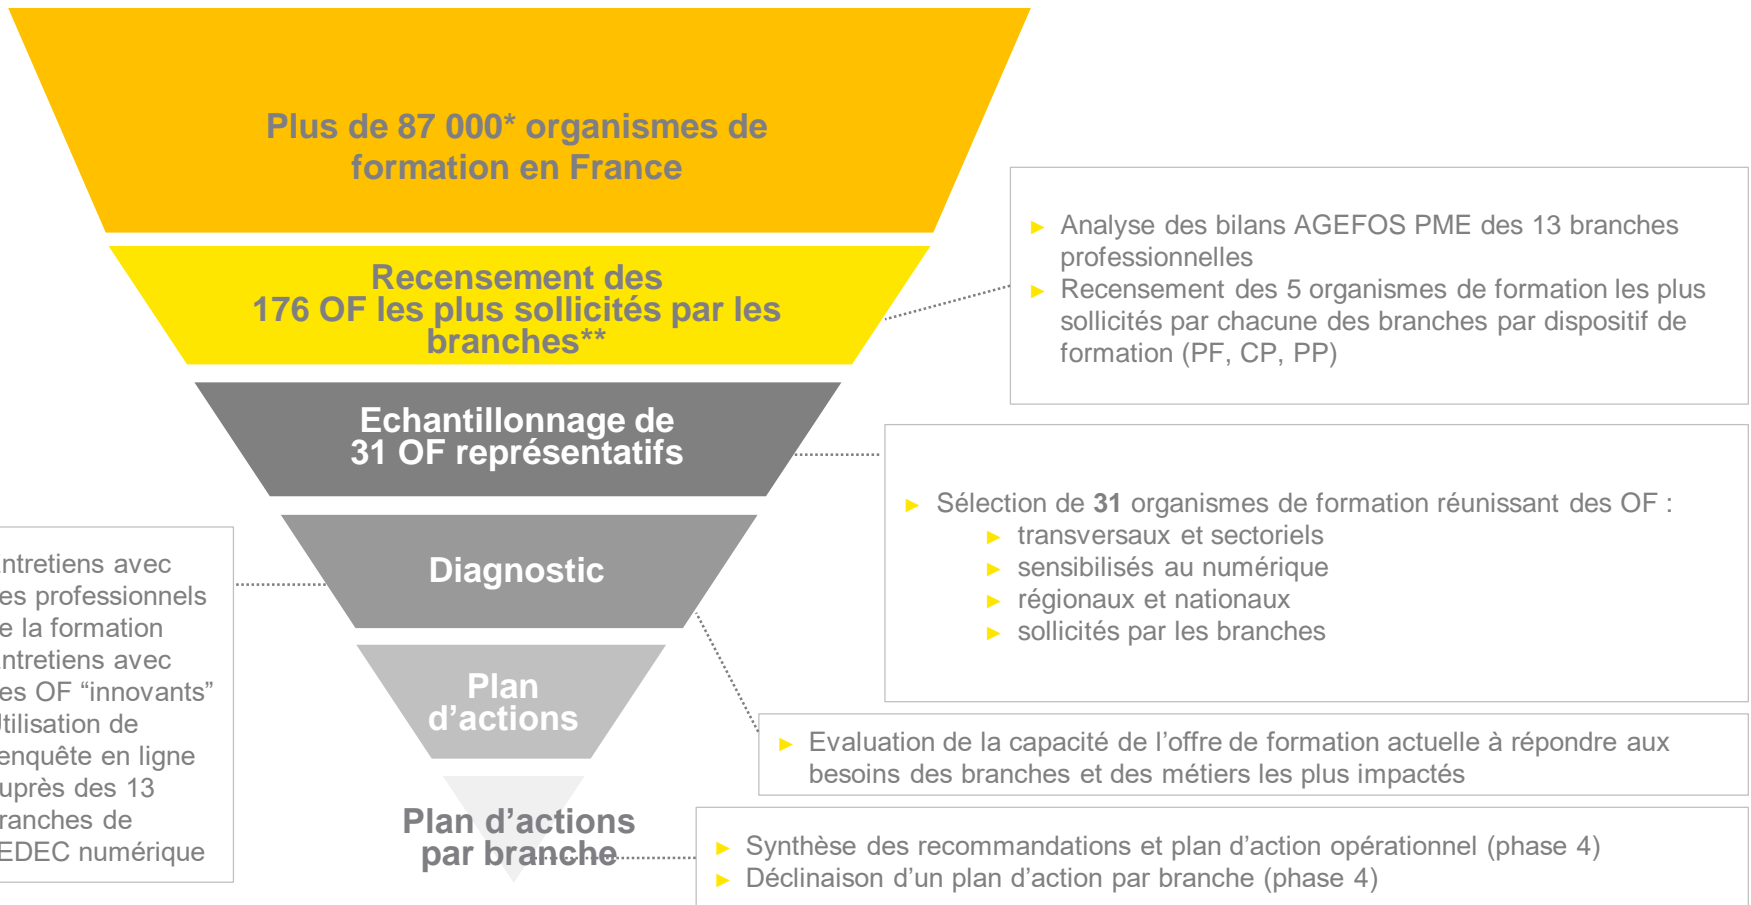 Plus de 87 000* organismes de
formation en France
Recensement des
176 OF les plus sollicités par les
branches**
Echantillonnage de
31 OF représentatifs
Diagnostic
Plan
d’actions
Plan d’actions
par branche
► Analyse des bilans AGEFOS PME des 13 branches
professionnelles
► Recensement des 5 organismes de formation les plus
sollicités par chacune des branches par dispositif de
formation (PF, CP, PP)
► Sélection de 31 organismes de formation réunissant des OF :
► transversaux et sectoriels
► sensibilisés au numérique
► régionaux et nationaux
► sollicités par les branches
ntretiens avec
es professionnels
e la formation
ntretiens avec
es OF “innovants”
tilisation de
enquête en ligne
uprès des 13
ranches de
EDEC numérique
► Evaluation de la capacité de l’offre de formation actuelle à répondre aux
besoins des branches et des métiers les plus impactés
► Synthèse des recommandations et plan d’action opérationnel (phase 4)
► Déclinaison d’un plan d’action par branche (phase 4)